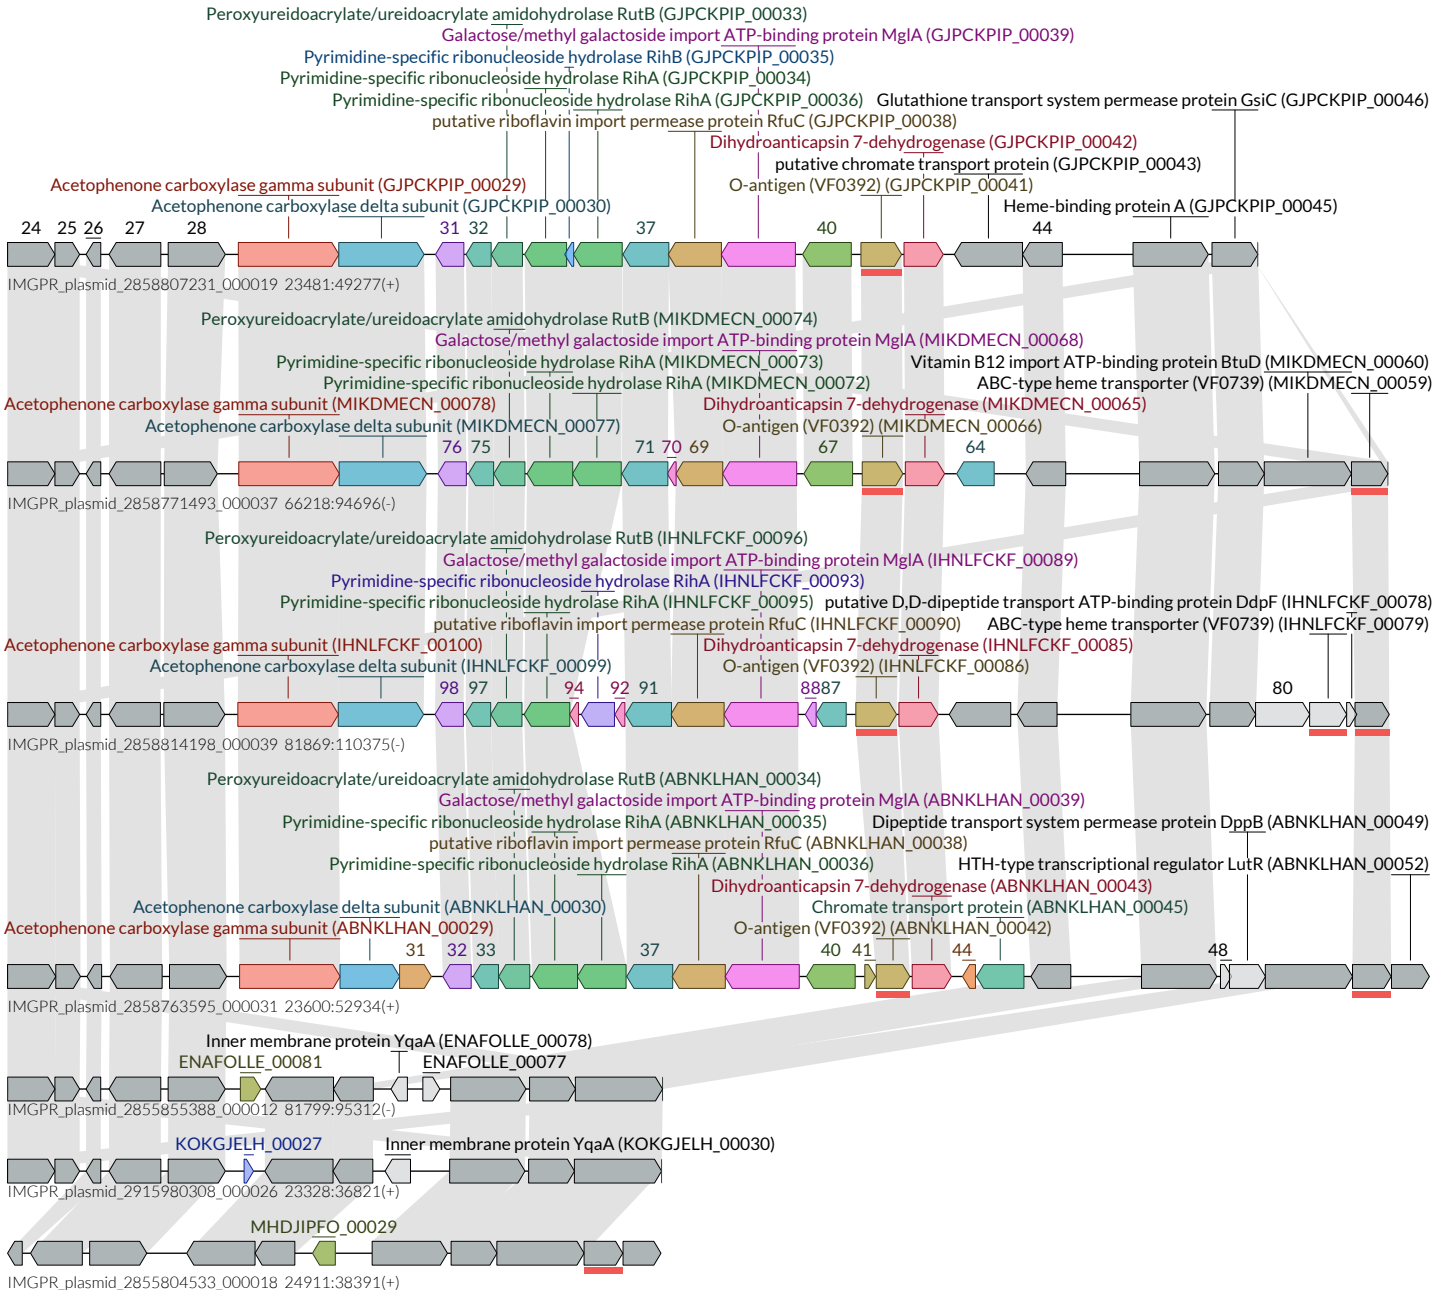 Peroxyureidoacrylate/ureidoacrylate amidohydrolase RutB (GJPCKPIP_00033)
Galactose/methyl galactoside import ATP-binding protein MglA (GJPCKPIP_00039)
Pyrimidine-specific ribonucleoside hydrolase RihB (GJPCKPIP_00035)
Pyrimidine-specific ribonucleoside hydrolase RihA (GJPCKPIP_00034)
Pyrimidine-specific ribonucleoside hydrolase RihA (GJPCKPIP_00036) Glutathione transport system permease protein GsiC (GJPCKPIP_00046)
putative riboflavin import permease protein RfuC (GJPCKPIP_00038)
Dihydroanticapsin 7-dehydrogenase (GJPCKPIP_00042)
putative chromate transport protein (GJPCKPIP_00043)
Acetophenone carboxylase gamma subunit (GJPCKPIP_00029) O-antigen (VF0392) (GJPCKPIP_00041)
Acetophenone carboxylase delta subunit (GJPCKPIP_00030) Heme-binding protein A (GJPCKPIP_00045)
24 25 26 27 28 31 32 37 40 44
IMGPR_plasmid_2858807231_000019 23481:49277(+)
Peroxyureidoacrylate/ureidoacrylate amidohydrolase RutB (MIKDMECN_00074)
Galactose/methyl galactoside import ATP-binding protein MglA (MIKDMECN_00068)
Pyrimidine-specific ribonucleoside hydrolase RihA (MIKDMECN_00073) Vitamin B12 import ATP-binding protein BtuD (MIKDMECN_00060)
Pyrimidine-specific ribonucleoside hydrolase RihA (MIKDMECN_00072) ABC-type heme transporter (VF0739) (MIKDMECN_00059)
Acetophenone carboxylase gamma subunit (MIKDMECN_00078) Dihydroanticapsin 7-dehydrogenase (MIKDMECN_00065)
Acetophenone carboxylase delta subunit (MIKDMECN_00077) O-antigen (VF0392) (MIKDMECN_00066)
76 75 71 70 69 67 64
IMGPR_plasmid_2858771493_000037 66218:94696(-)
Peroxyureidoacrylate/ureidoacrylate amidohydrolase RutB (IHNLFCKF_00096)
Galactose/methyl galactoside import ATP-binding protein MglA (IHNLFCKF_00089)
Pyrimidine-specific ribonucleoside hydrolase RihA (IHNLFCKF_00093)
Pyrimidine-specific ribonucleoside hydrolase RihA (IHNLFCKF_00095) putative D,D-dipeptide transport ATP-binding protein DdpF (IHNLFCKF_00078)
putative riboflavin import permease protein RfuC (IHNLFCKF_00090) ABC-type heme transporter (VF0739) (IHNLFCKF_00079)
Acetophenone carboxylase gamma subunit (IHNLFCKF_00100) Dihydroanticapsin 7-dehydrogenase (IHNLFCKF_00085)
Acetophenone carboxylase delta subunit (IHNLFCKF_00099) O-antigen (VF0392) (IHNLFCKF_00086)
98 97 94 92 91 88 87 80
IMGPR_plasmid_2858814198_000039 81869:110375(-)
Peroxyureidoacrylate/ureidoacrylate amidohydrolase RutB (ABNKLHAN_00034)
Galactose/methyl galactoside import ATP-binding protein MglA (ABNKLHAN_00039)
Pyrimidine-specific ribonucleoside hydrolase RihA (ABNKLHAN_00035) Dipeptide transport system permease protein DppB (ABNKLHAN_00049)
putative riboflavin import permease protein RfuC (ABNKLHAN_00038)
Pyrimidine-specific ribonucleoside hydrolase RihA (ABNKLHAN_00036) HTH-type transcriptional regulator LutR (ABNKLHAN_00052)
Dihydroanticapsin 7-dehydrogenase (ABNKLHAN_00043)
Acetophenone carboxylase delta subunit (ABNKLHAN_00030) Chromate transport protein (ABNKLHAN_00045)
Acetophenone carboxylase gamma subunit (ABNKLHAN_00029) O-antigen (VF0392) (ABNKLHAN_00042)
31 32 33 37 40 41 44 48
IMGPR_plasmid_2858763595_000031 23600:52934(+)
Inner membrane protein YqaA (ENAFOLLE_00078)
ENAFOLLE_00081 ENAFOLLE_00077
IMGPR_plasmid_2855855388_000012 81799:95312(-)
KOKGJELH_00027 Inner membrane protein YqaA (KOKGJELH_00030)
IMGPR_plasmid_2915980308_000026 23328:36821(+)
MHDJIPFO_00029
IMGPR_plasmid_2855804533_000018 24911:38391(+)